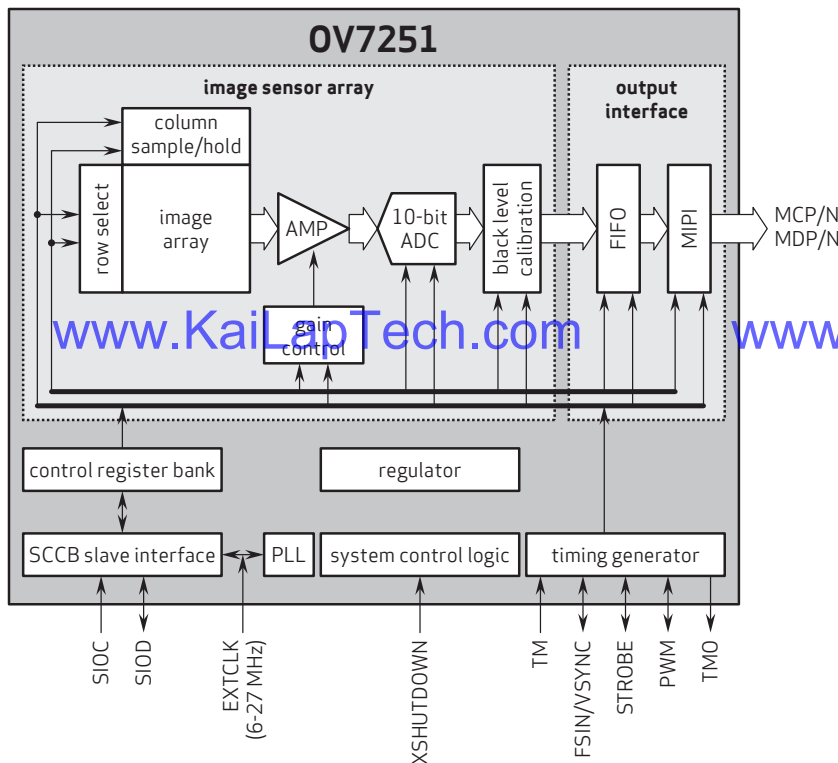 OV7251
image sensor array
output
interface
column
sample/hold
row select
image
array
AMP
10-bit
ADC
black level
calibration
FIFO
MIPI
MCP/N
MDP/N
gain
control
www.KaiLapTech.com
www.
control register bank
regulator
SCCB slave interface
PLL
system control logic
timing generator
SIOC
SIOD
EXTCLK
(6-27 MHz)
XSHUTDOWN
TM
FSIN/VSYNC
STROBE
PWM
TMO